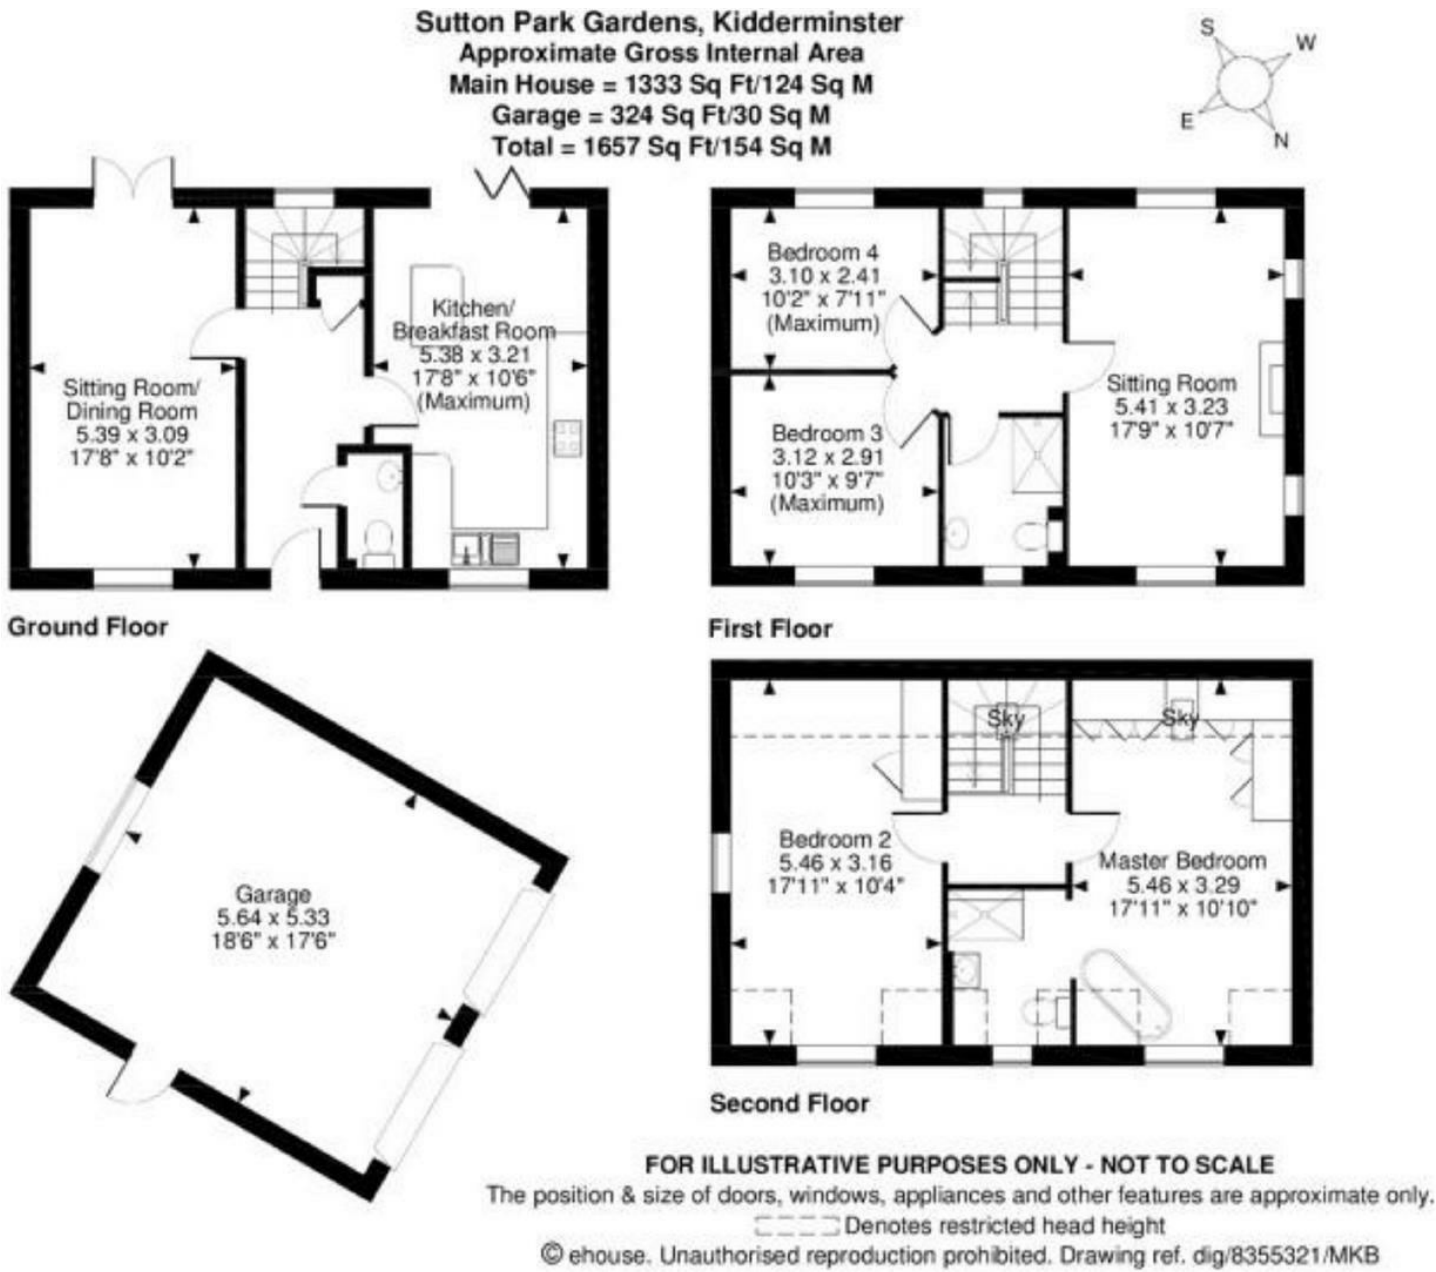 Sutton Park Gardens, Kidderminster
Approximate Gross Internal Area
Main House = 1333 Sq Ft/124 Sq M
Garage = 324 Sq Ft/30 Sq M
Total = 1657 Sq Ft/154 Sq M
S
W
E
N
Sitting Room/
Dining Room
5.39 x 3.09
17'8" x 10'2"
Kitchen/
Breakfast Room
5.38 x 3.21
17'8" x 10'6"
(Maximum)
Ground Floor
Bedroom 4
3.10 x 2.41
10'2" x 7'11"
(Maximum)
Bedroom 3
3.12 x 2.91
10'3" x 9'7"
(Maximum)
Sitting Room
5.41 x 3.23
17'9" x 10'7"
First Floor
Garage
5.64 x 5.33
18'6" x 17'6"
Sky
Sky
Bedroom 2
5.46 x 3.16
17'11" x 10'4"
Master Bedroom
5.46 x 3.29
17'11" x 10'10"
Second Floor
FOR ILLUSTRATIVE PURPOSES ONLY - NOT TO SCALE
The position & size of doors, windows, appliances and other features are approximate only.
Denotes restricted head height
© ehouse. Unauthorised reproduction prohibited. Drawing ref. dig/8355321/MKB